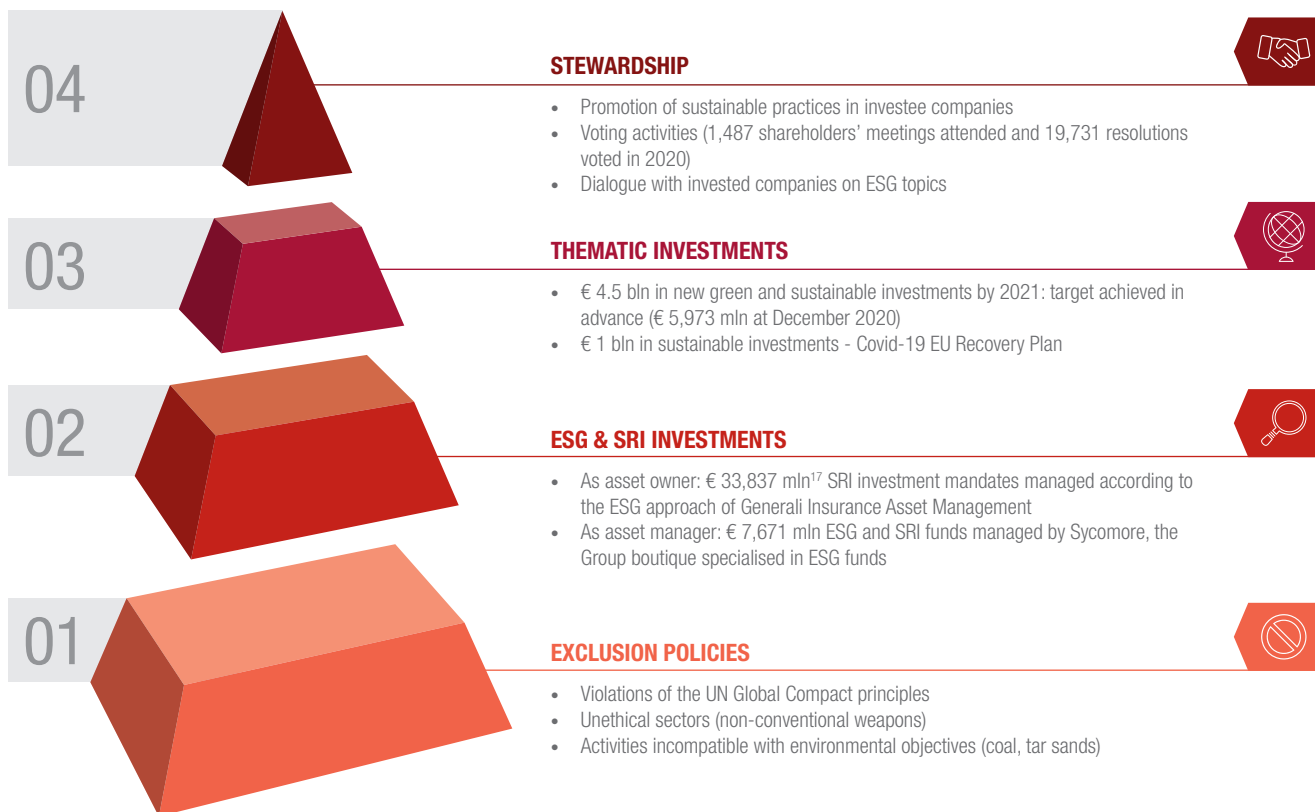 04
STEWARDSHIP
• Promotion of sustainable practices in investee companies
• Voting activities (1,487 shareholders’ meetings attended and 19,731 resolutions
voted in 2020)
• Dialogue with invested companies on ESG topics
03
THEMATIC INVESTMENTS
• € 4.5 bln in new green and sustainable investments by 2021: target achieved in
advance (€ 5,973 mln at December 2020)
• € 1 bln in sustainable investments - Covid-19 EU Recovery Plan
02
ESG & SRI INVESTMENTS
• As asset owner: € 33,837 mln¹⁷ SRI investment mandates managed according to
the ESG approach of Generali Insurance Asset Management
• As asset manager: € 7,671 mln ESG and SRI funds managed by Sycomore, the
Group boutique specialised in ESG funds
01
EXCLUSION POLICIES
• Violations of the UN Global Compact principles
• Unethical sectors (non-conventional weapons)
• Activities incompatible with environmental objectives (coal, tar sands)